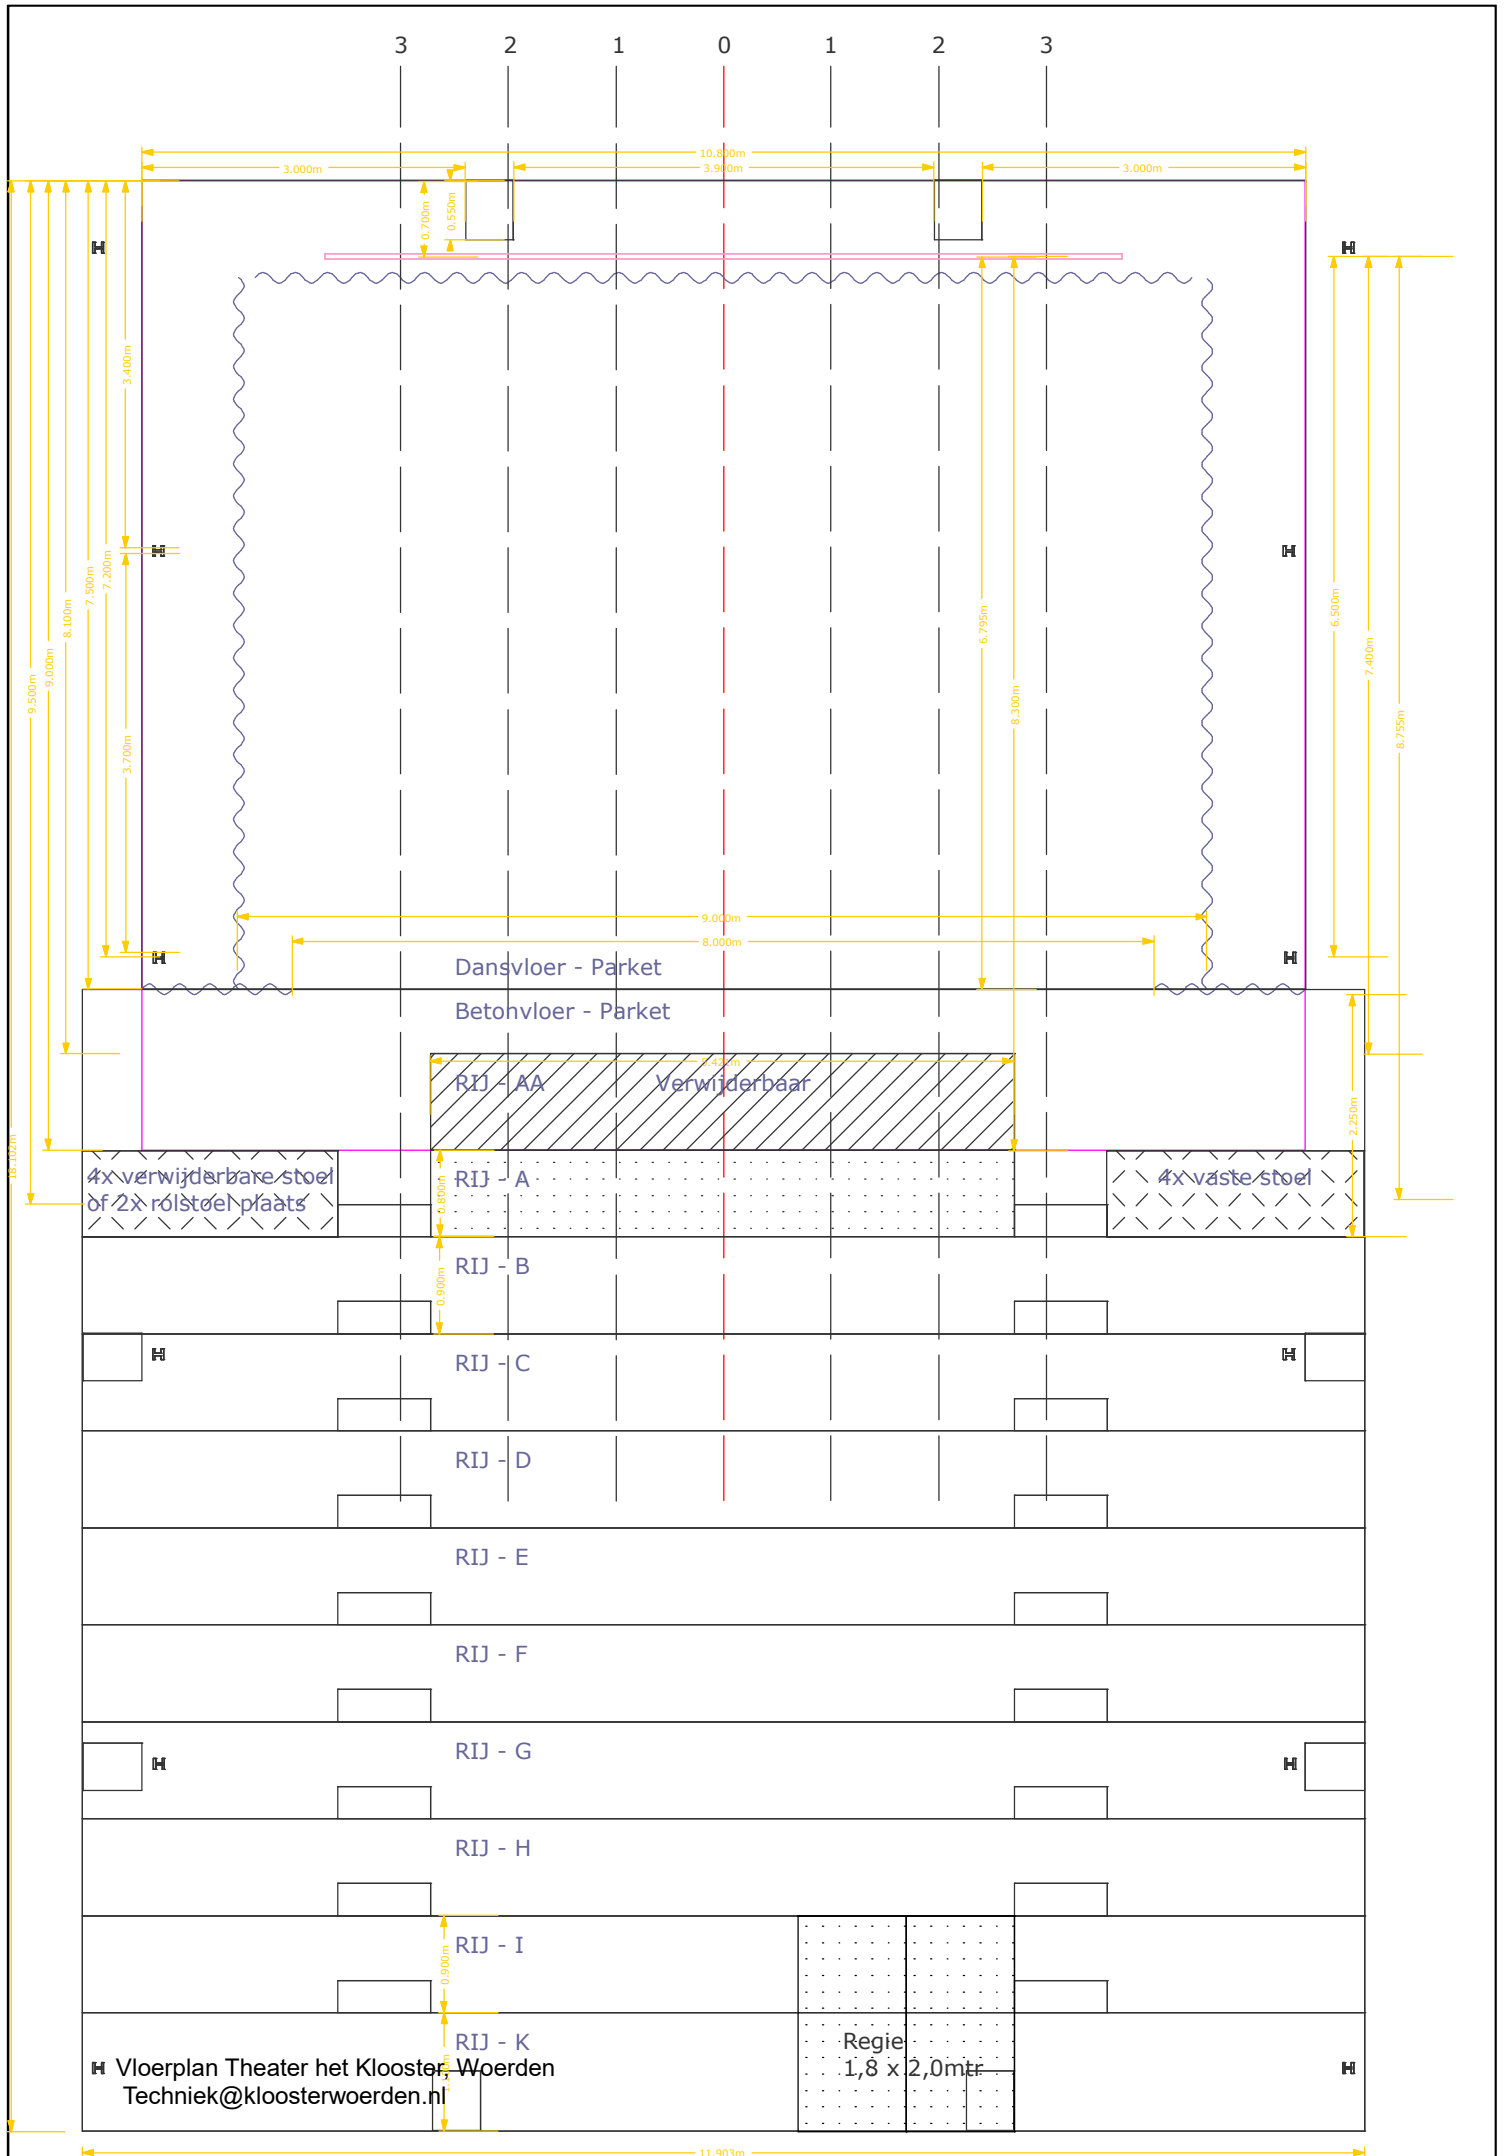 3 2 1 0 1 2 3
10.800m
3.000m 3.900m 3.000m
0.700m
0.550m
H H
3.400m
H H
7.500m
7.200m
8.100m
9.000m
9.500m
3.700m
6.795m
8.300m
6.500m
7.400m
8.755m
9.000m
8.000m
H H
Dansvloer - Parket
Betonvloer - Parket
5.422m
RIJ - AA Verwijderbaar
2.250m
18.102m
4x verwijderbare stoel
of 2x rolstoel plaats
RIJ - A
0.800m
4x vaste stoel
RIJ - B
0.900m
H H
RIJ - C
RIJ - D
RIJ - E
RIJ - F
RIJ - G
H H
RIJ - H
RIJ - I
0.900m
RIJ - K
Regie
1,8 x 2,0mtr
H Vloerplan Theater het Klooster, Woerden H
Techniek@kloosterwoerden.nl
11.903m